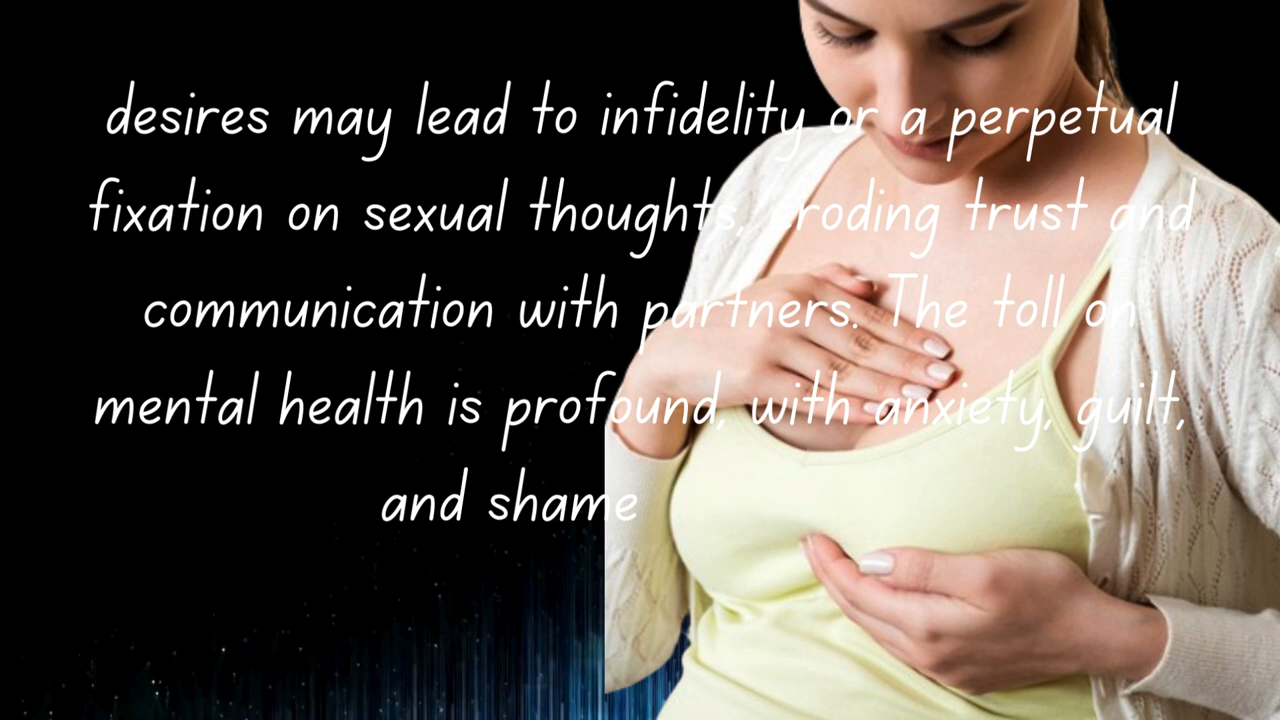 desires may lead to infidelity or a perpetual
fixation on sexual thoughts, eroding trust and
communication with partners. The toll on
mental health is profound, with anxiety, guilt,
and shame